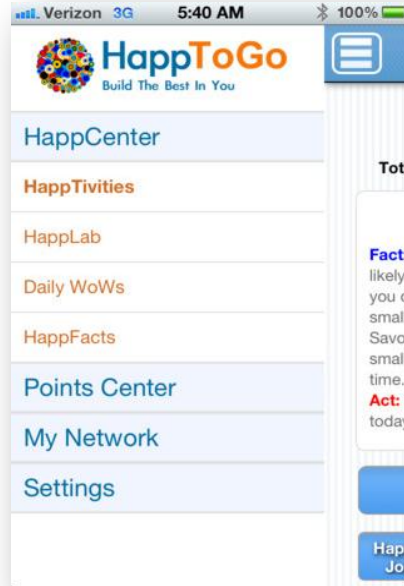 Verizon 3G 5:40 AM 100%
HappToGo
Build The Best In You
HappCenter
HappTivities
HappLab
Daily WoWs
HappFacts
Points Center
My Network
Settings
Tot
Fact
likely
you
smal
Savo
smal
time.
Act:
today
Hap
Jo